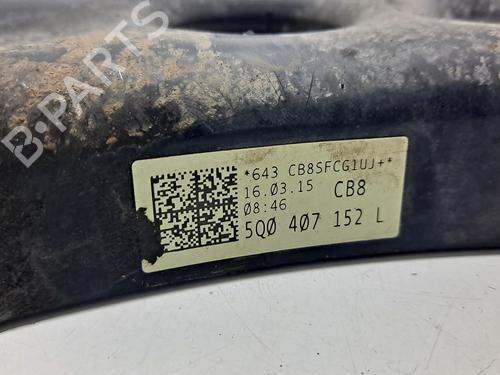 B-PARTS
*643 CB8SFCG1UJ+*
16.03.15 CB8
08:46
5Q0 407 152 L